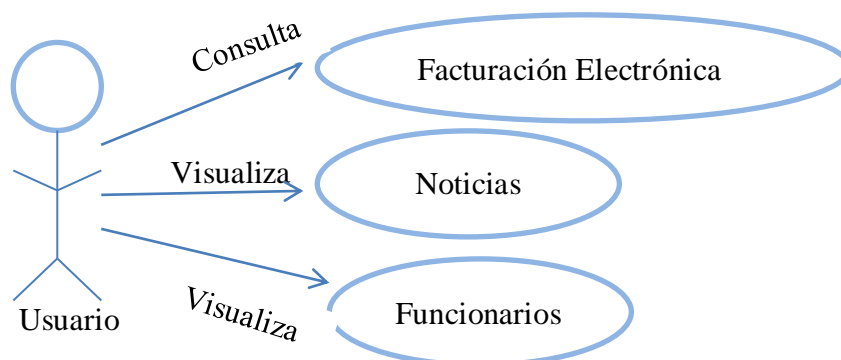 Consulta
Facturación Electrónica
Visualiza
Noticias
Visualiza
Funcionarios
Usuario